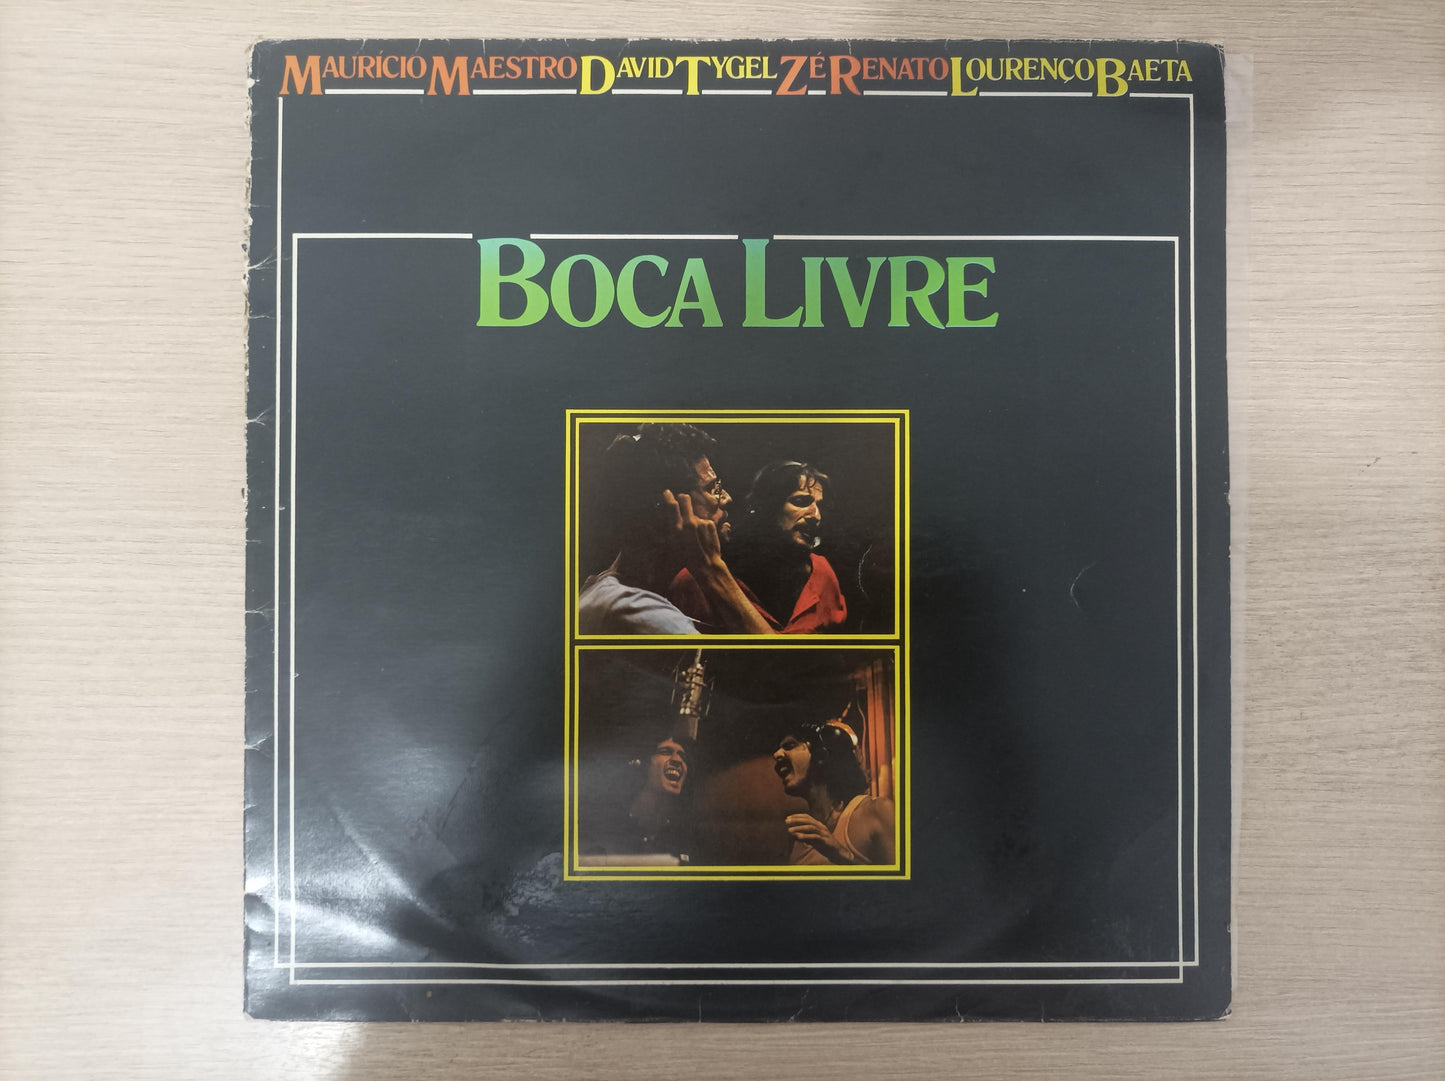 MAURÍCIO MAESTRO DAVID TYGEL ZÉ RENATO LOURENÇO BAETA
BOCA LIVRE